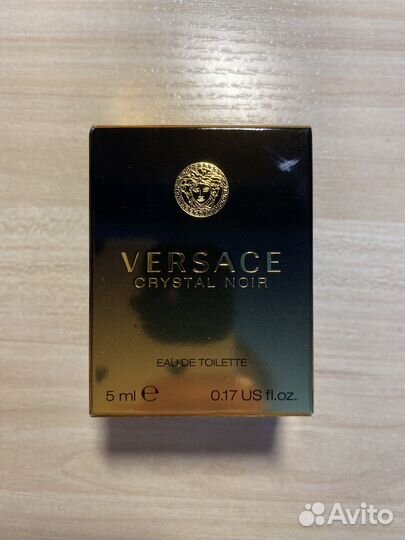 VERSACE
CRYSTAL NOIR
EAU DE TOILETTE
5 ml ℮ 0.17 US fl.oz.
Avito